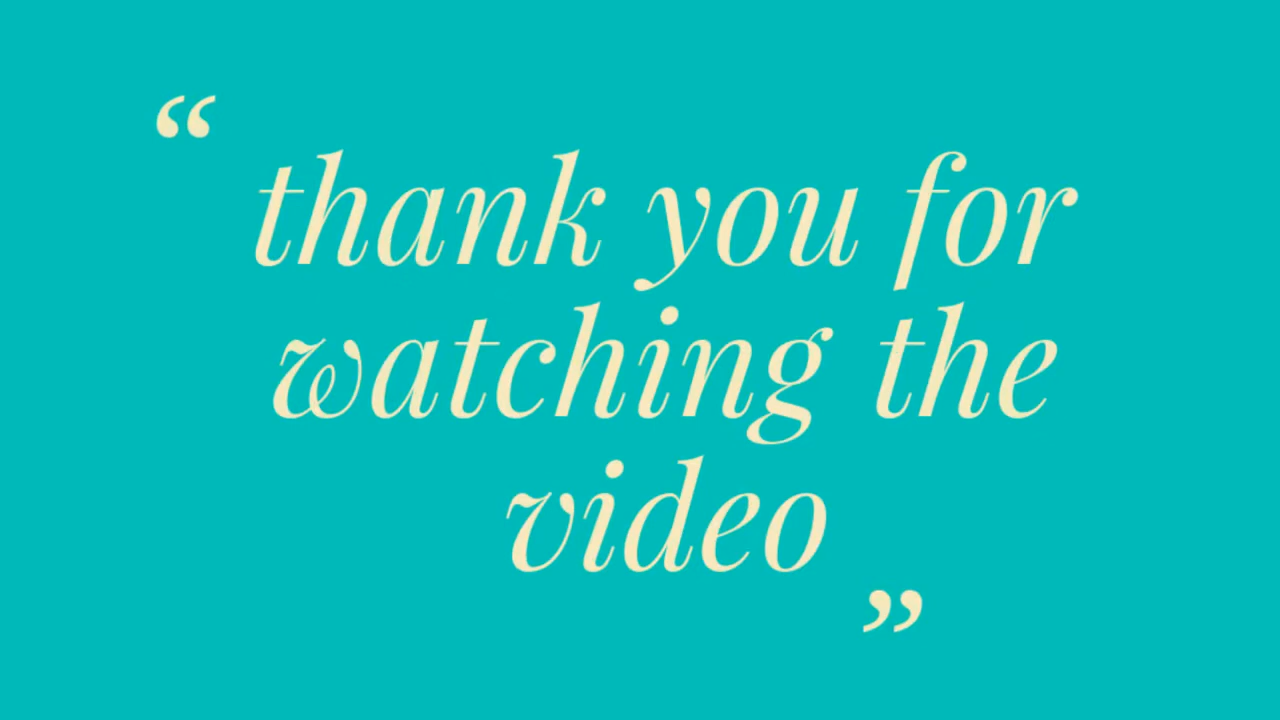 “
thank you for
watching the
video
”